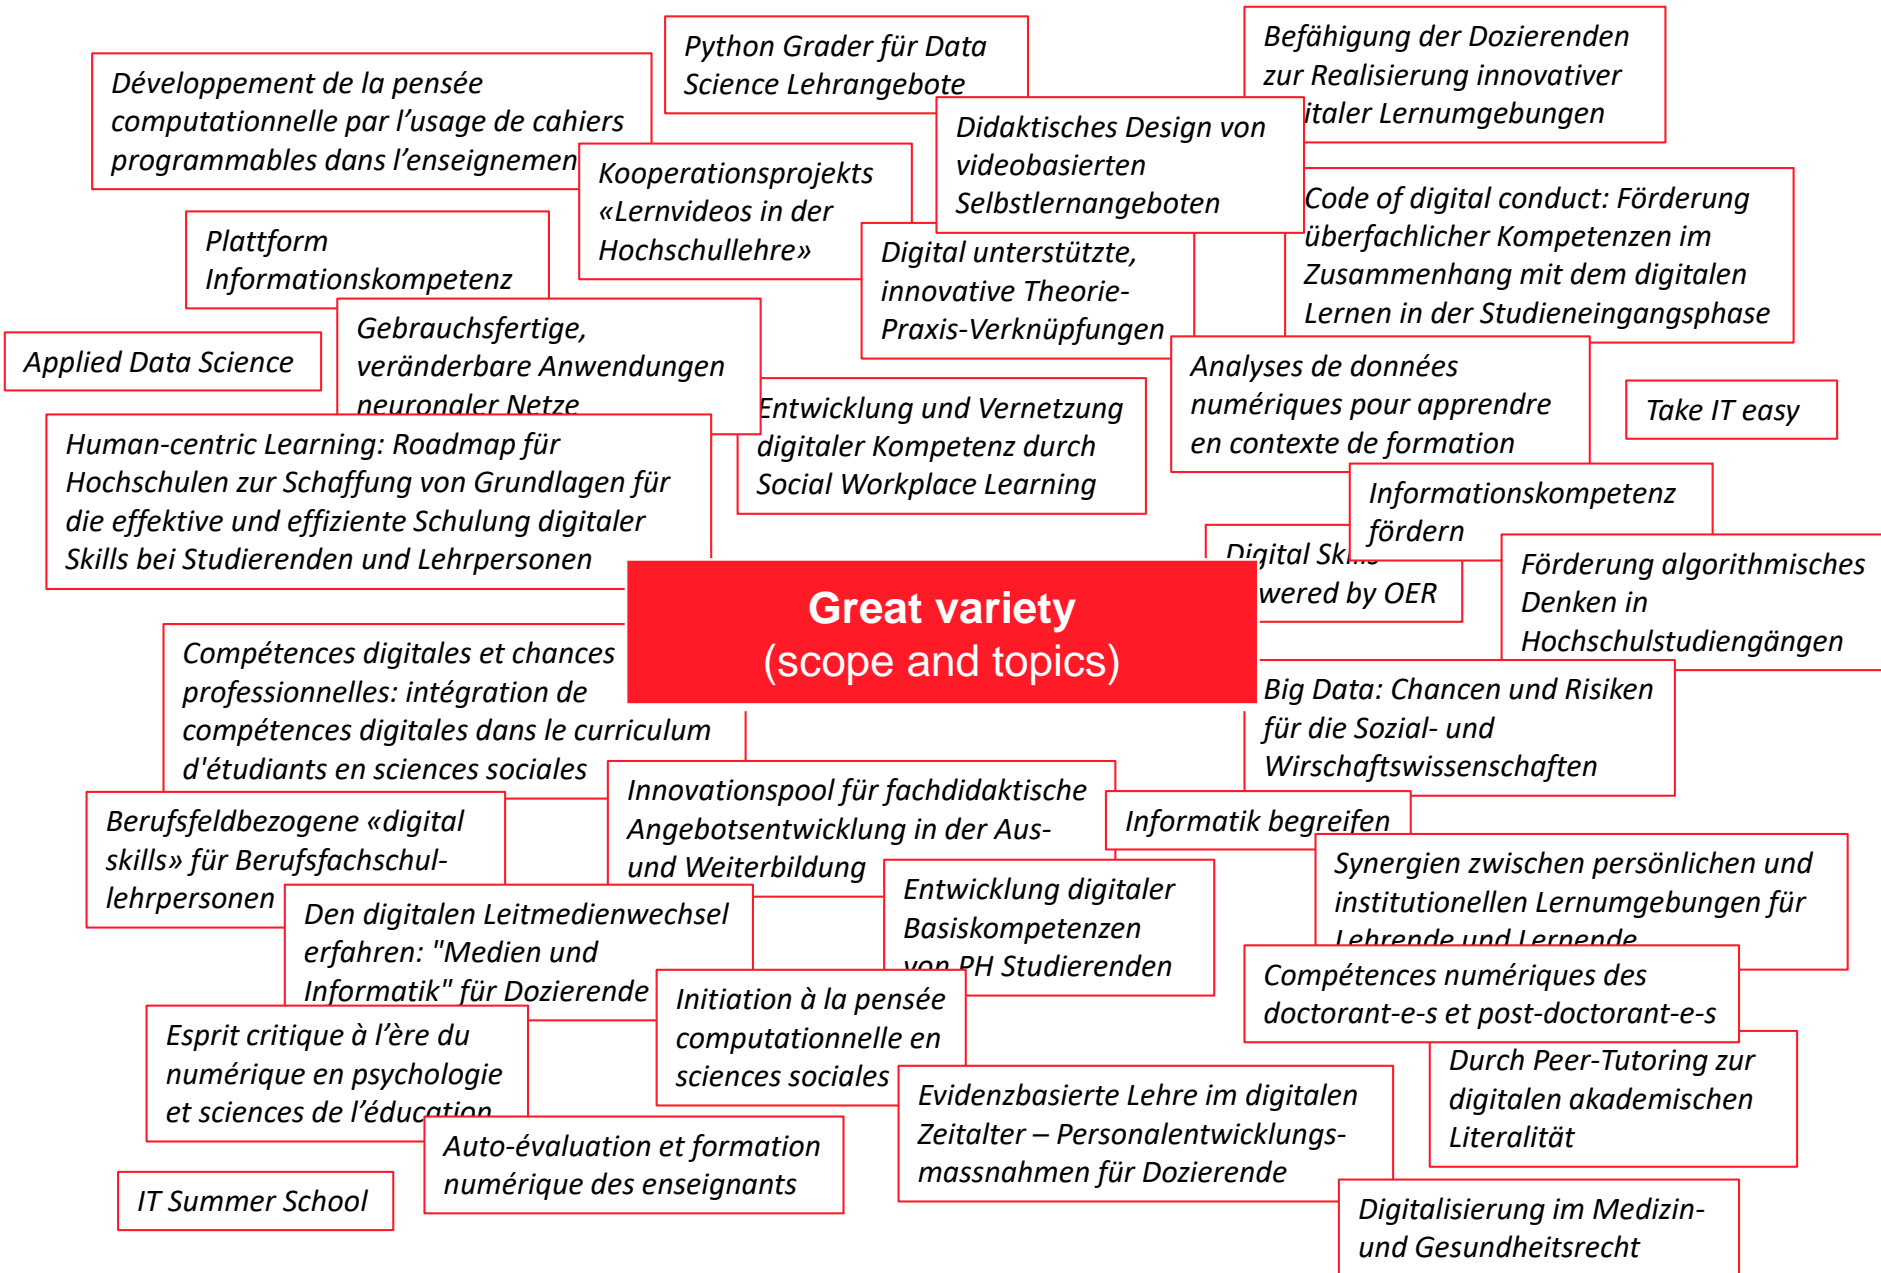 Python Grader für Data
Science Lehrangebote
Befähigung der Dozierenden
zur Realisierung innovativer
italer Lernumgebungen
Développement de la pensée
computationnelle par l’usage de cahiers
programmables dans l’enseignemen
Didaktisches Design von
videobasierten
Selbstlernangeboten
Kooperationsprojekts
«Lernvideos in der
Hochschullehre»
Code of digital conduct: Förderung
überfachlicher Kompetenzen im
Zusammenhang mit dem digitalen
Lernen in der Studieneingangsphase
Plattform
Informationskompetenz
Digital unterstützte,
innovative Theorie-
Praxis-Verknüpfungen
Applied Data Science
Gebrauchsfertige,
veränderbare Anwendungen
neuronaler Netze
Analyses de données
numériques pour apprendre
en contexte de formation
Take IT easy
Entwicklung und Vernetzung
digitaler Kompetenz durch
Social Workplace Learning
Human-centric Learning: Roadmap für
Hochschulen zur Schaffung von Grundlagen für
die effektive und effiziente Schulung digitaler
Skills bei Studierenden und Lehrpersonen
Informationskompetenz
fördern
Digital Skills
wered by OER
Förderung algorithmisches
Denken in
Hochschulstudiengängen
Great variety
(scope and topics)
Compétences digitales et chances
professionnelles: intégration de
compétences digitales dans le curriculum
d'étudiants en sciences sociales
Big Data: Chancen und Risiken
für die Sozial- und
Wirschaftswissenschaften
Innovationspool für fachdidaktische
Angebotsentwicklung in der Aus-
und Weiterbildung
Informatik begreifen
Berufsfeldbezogene «digital
skills» für Berufsfachschul-
lehrpersonen
Synergien zwischen persönlichen und
institutionellen Lernumgebungen für
Lehrende und Lernende
Entwicklung digitaler
Basiskompetenzen
von PH Studierenden
Den digitalen Leitmedienwechsel
erfahren: "Medien und
Informatik" für Dozierende
Compétences numériques des
doctorant-e-s et post-doctorant-e-s
Initiation à la pensée
computationnelle en
sciences sociales
Esprit critique à l’ère du
numérique en psychologie
et sciences de l’éducation
Durch Peer-Tutoring zur
digitalen akademischen
Literalität
Evidenzbasierte Lehre im digitalen
Zeitalter – Personalentwicklungs-
massnahmen für Dozierende
Auto-évaluation et formation
numérique des enseignants
IT Summer School
Digitalisierung im Medizin-
und Gesundheitsrecht